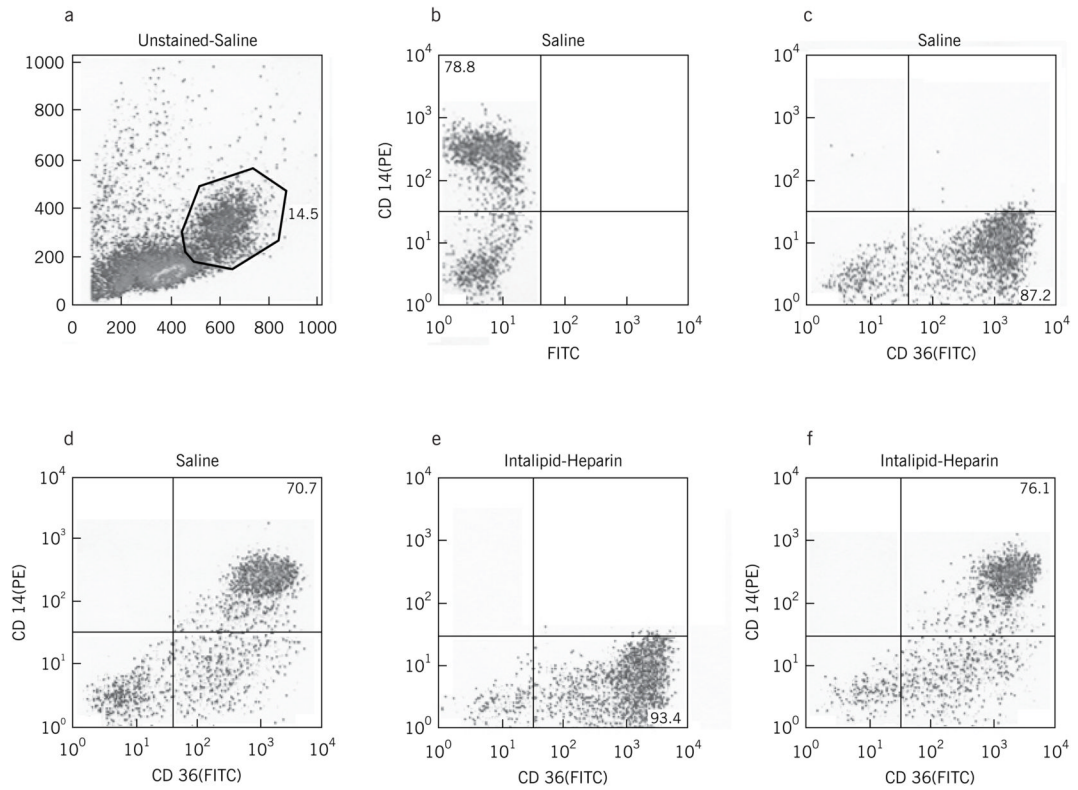 a
Unstained-Saline
1000
800
600
400
200
0
14.5
0 200 400 600 800 1000
b
Saline
10⁴
10³
10²
10¹
10⁰
78.8
CD 14(PE)
10⁰ 10¹ 10² 10³ 10⁴
FITC
c
Saline
10⁴
10³
10²
10¹
10⁰
87.2
10⁰ 10¹ 10² 10³ 10⁴
CD 36(FITC)
d
Saline
10⁴
10³
10²
10¹
10⁰
70.7
CD 14(PE)
10⁰ 10¹ 10² 10³ 10⁴
CD 36(FITC)
e
Intalipid-Heparin
10⁴
10³
10²
10¹
10⁰
93.4
10⁰ 10¹ 10² 10³ 10⁴
CD 36(FITC)
f
Intalipid-Heparin
10⁴
10³
10²
10¹
10⁰
76.1
CD 14(PE)
10⁰ 10¹ 10² 10³ 10⁴
CD 36(FITC)